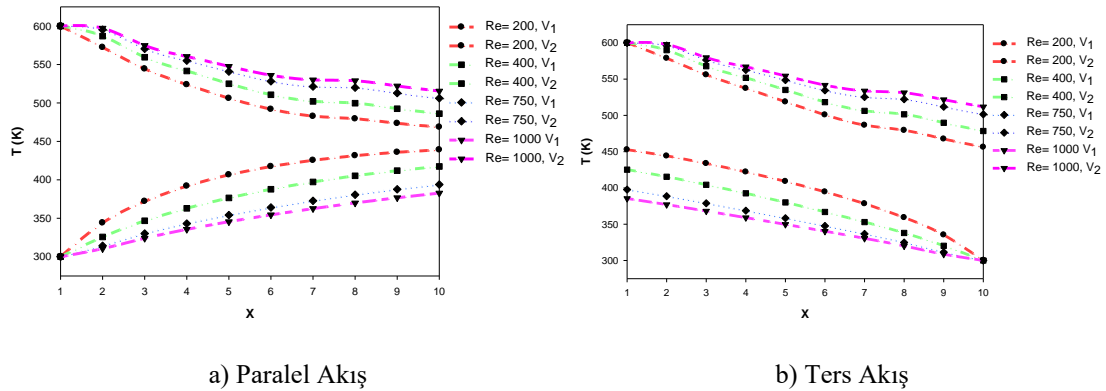 600
550
500
450
400
350
300
T (K)
1 2 3 4 5 6 7 8 9 10
X
Re= 200, V1
Re= 200, V2
Re= 400, V1
Re= 400, V2
Re= 750, V1
Re= 750, V2
Re= 1000 V1
Re= 1000, V2
a) Paralel Akış
600
550
500
450
400
350
300
T (K)
1 2 3 4 5 6 7 8 9 10
X
Re= 200, V1
Re= 200, V2
Re= 400, V1
Re= 400, V2
Re= 750, V1
Re= 750, V2
Re= 1000 V1
Re= 1000, V2
b) Ters Akış